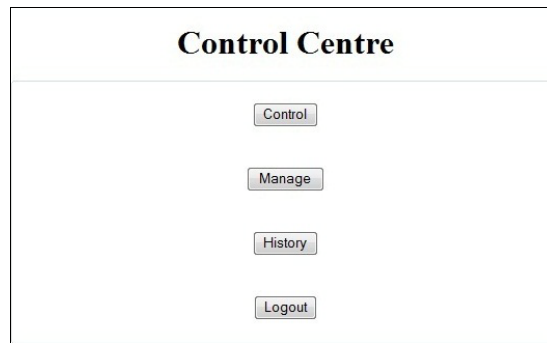 Control Centre
Control
Manage
History
Logout